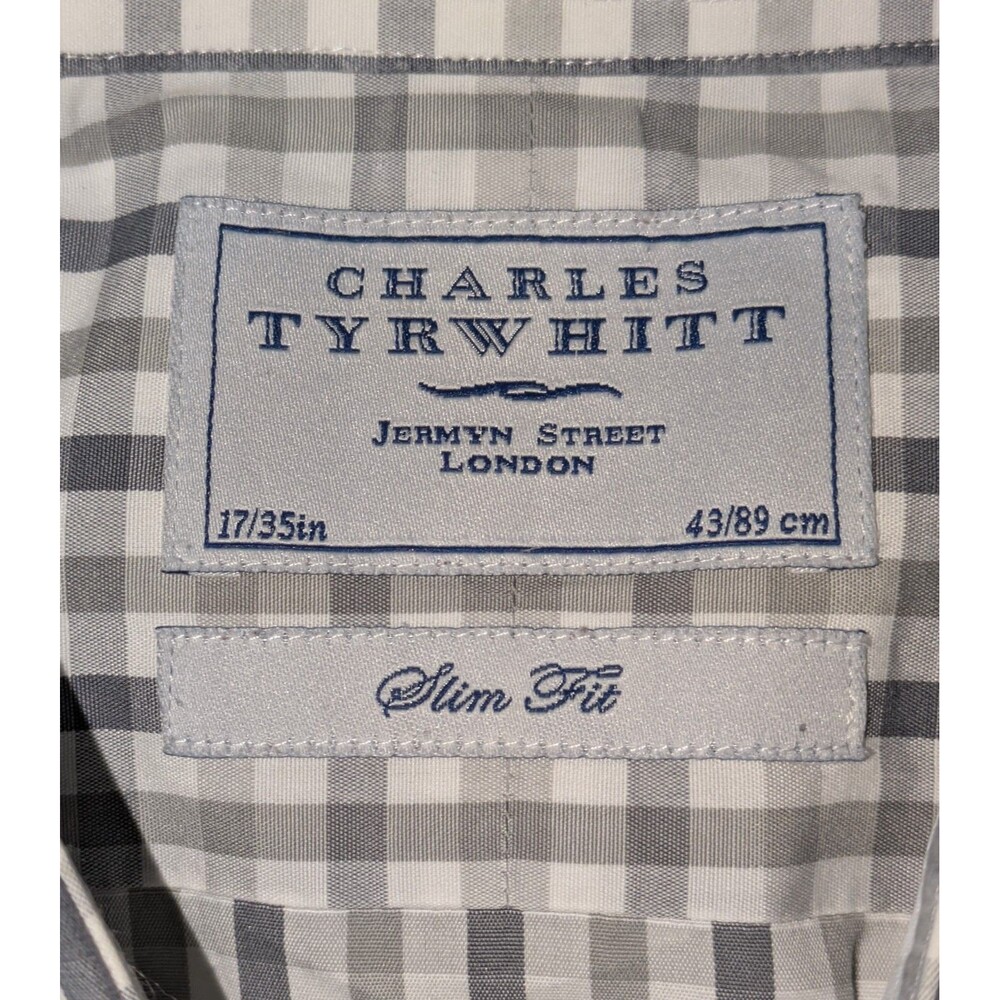 CHARLES
TYRWHITT
JERMYN STREET
LONDON
17/35in 43/89 cm
Slim Fit